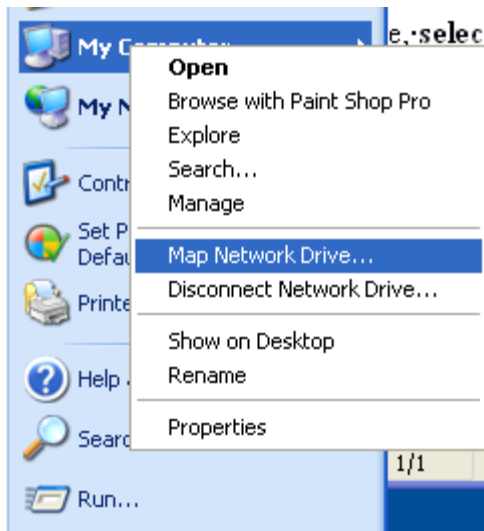 My Computer
e,·selec
Open
Browse with Paint Shop Pro
My N
Explore
Search...
Contr
Manage
Set P
Defau
Map Network Drive...
Disconnect Network Drive...
Printe
Show on Desktop
Help
Rename
Properties
Searc
1/1
Run...